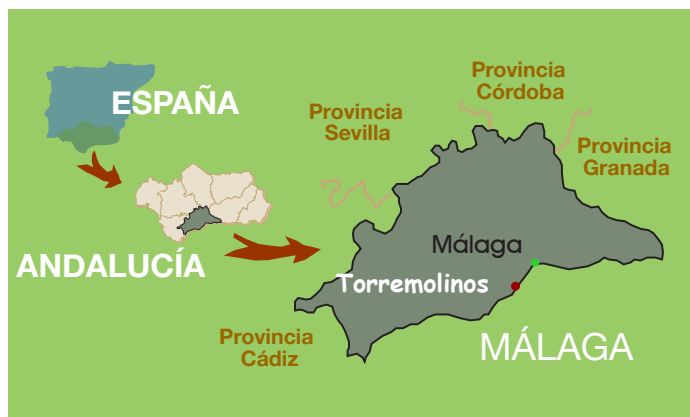 ESPAÑA
ANDALUCÍA
Provincia
Sevilla
Provincia
Córdoba
Provincia
Granada
Málaga
Torremolinos
Provincia
Cádiz
MÁLAGA